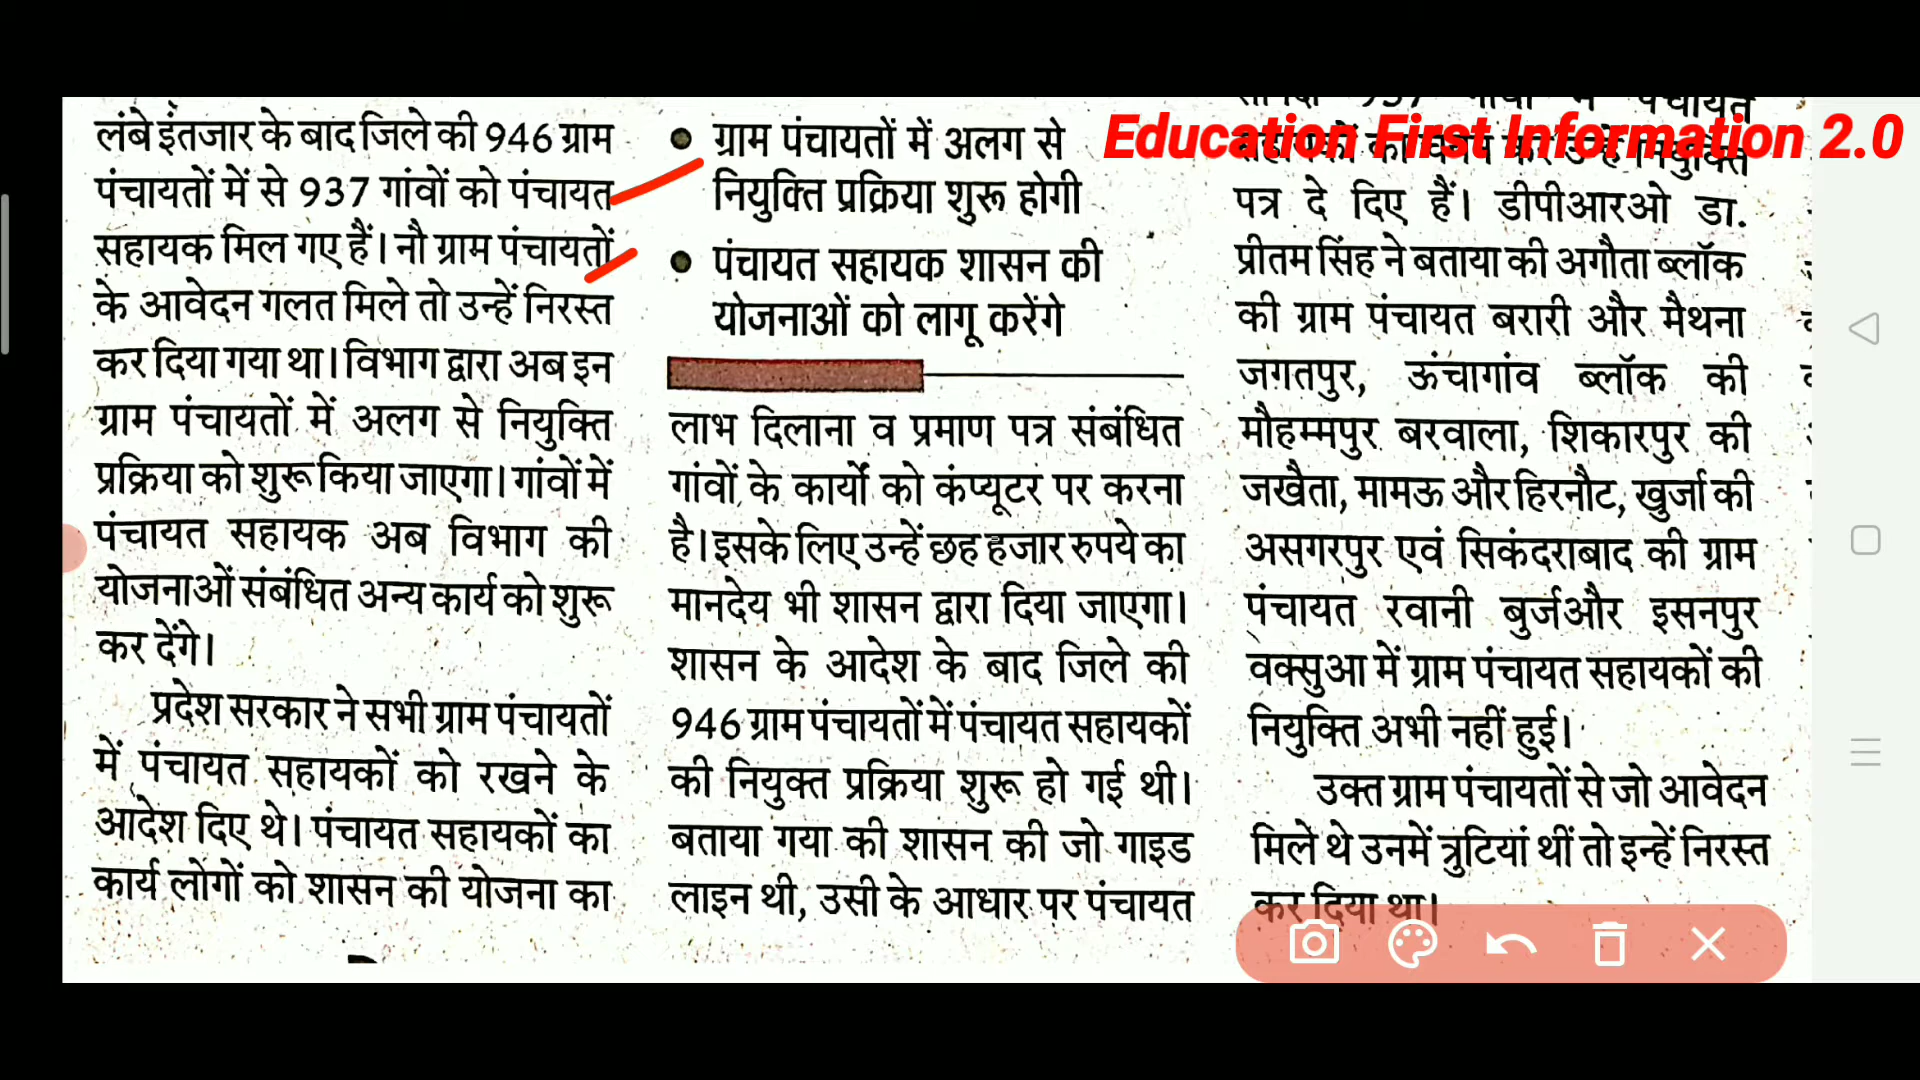 लंबे इंतजार के बाद जिले की 946 ग्राम
पंचायतों में से 937 गांवों को पंचायत
सहायक मिल गए हैं। नौ ग्राम पंचायतों
के आवेदन गलत मिले तो उन्हें निरस्त
कर दिया गया था। विभाग द्वारा अब इन
ग्राम पंचायतों में अलग से नियुक्ति
प्रक्रिया को शुरू किया जाएगा। गांवों में
पंचायत सहायक अब विभाग की
योजनाओं संबंधित अन्य कार्य को शुरू
कर देंगे।
प्रदेश सरकार ने सभी ग्राम पंचायतों
में पंचायत सहायकों को रखने के
आदेश दिए थे। पंचायत सहायकों का
कार्य लोगों को शासन की योजना का
● ग्राम पंचायतों में अलग से
नियुक्ति प्रक्रिया शुरू होगी
● पंचायत सहायक शासन की
योजनाओं को लागू करेंगे
लाभ दिलाना व प्रमाण पत्र संबंधित
गांवों के कार्यो को कंप्यूटर पर करना
है। इसके लिए उन्हें छह हजार रुपये का
मानदेय भी शासन द्वारा दिया जाएगा।
शासन के आदेश के बाद जिले की
946 ग्राम पंचायतों में पंचायत सहायकों
की नियुक्त प्रक्रिया शुरू हो गई थी।
बताया गया की शासन की जो गाइड
लाइन थी, उसी के आधार पर पंचायत
Education First Information 2.0
पत्र दे दिए हैं। डीपीआरओ डा.
प्रीतम सिंह ने बताया की अगौता ब्लॉक
की ग्राम पंचायत बरारी और मैथना
जगतपुर, ऊंचागांव ब्लॉक की
मौहम्मपुर बरवाला, शिकारपुर की
जखैता, मामऊ और हिरनौट, खुर्जा की
असगरपुर एवं सिकंदराबाद की ग्राम
पंचायत रवानी बुर्जऔर इसनपुर
वक्सुआ में ग्राम पंचायत सहायकों की
नियुक्ति अभी नहीं हुई।
उक्त ग्राम पंचायतों से जो आवेदन
मिले थे उनमें त्रुटियां थीं तो इन्हें निरस्त
कर दिया था।